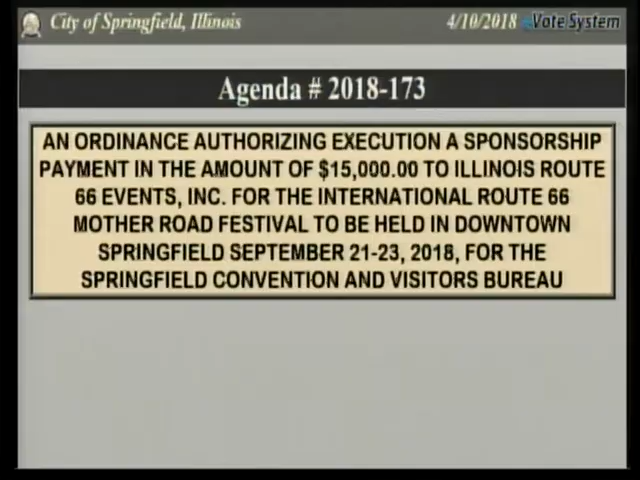 City of Springfield, Illinois 4/10/2018 eVote System
Agenda # 2018-173
AN ORDINANCE AUTHORIZING EXECUTION A SPONSORSHIP
PAYMENT IN THE AMOUNT OF $15,000.00 TO ILLINOIS ROUTE
66 EVENTS, INC. FOR THE INTERNATIONAL ROUTE 66
MOTHER ROAD FESTIVAL TO BE HELD IN DOWNTOWN
SPRINGFIELD SEPTEMBER 21-23, 2018, FOR THE
SPRINGFIELD CONVENTION AND VISITORS BUREAU